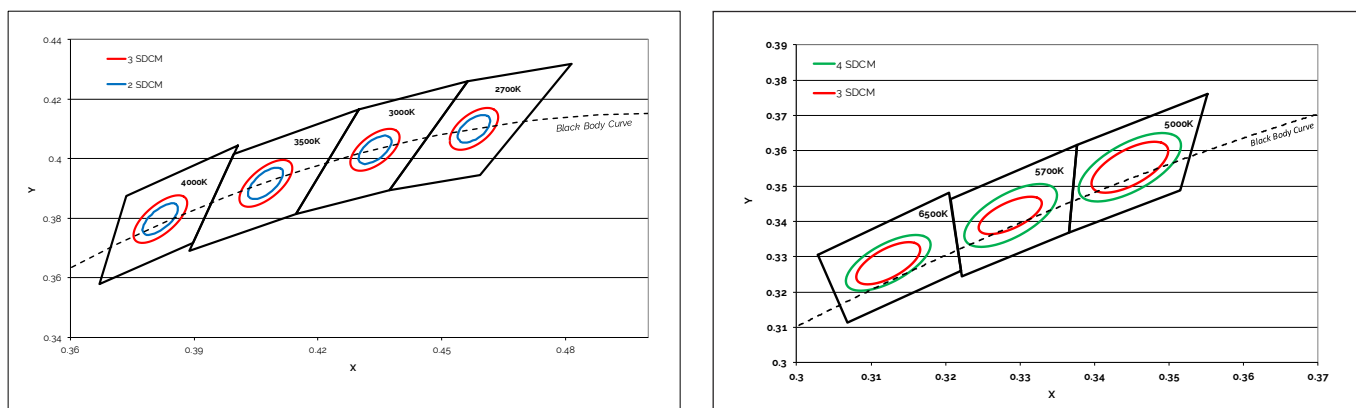 0.44
0.42
0.4
0.38
0.36
0.34
Y
3 SDCM
2 SDCM
2700K
3000K
3500K
4000K
Black Body Curve
0.36
0.39
0.42
0.45
0.48
X
0.39
0.38
0.37
0.36
0.35
0.34
0.33
0.32
0.31
0.3
Y
4 SDCM
3 SDCM
5000K
5700K
6500K
Black Body Curve
0.3
0.31
0.32
0.33
0.34
0.35
0.36
0.37
X